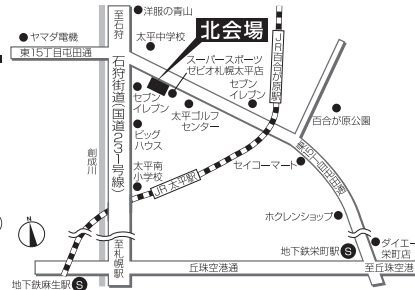 至石狩
洋服の青山
北会場
ヤマダ電機
太平中学校
東15丁目屯田通
スーパースポーツ
ゼビオ札幌太平店
JR百合が原駅
石狩街道(国道231号線)
セブン
イレブン
セブン
イレブン
太平ゴルフ
センター
百合が原公園
ビッグ
ハウス
創成川
東15丁目屯田通
太平南
小学校
JR太平駅
セイコーマート
N
ホクレンショップ
至札幌駅
地下鉄栄町駅
S
ダイエー
栄町店
丘珠空港通
至丘珠空港
地下鉄麻生駅
S